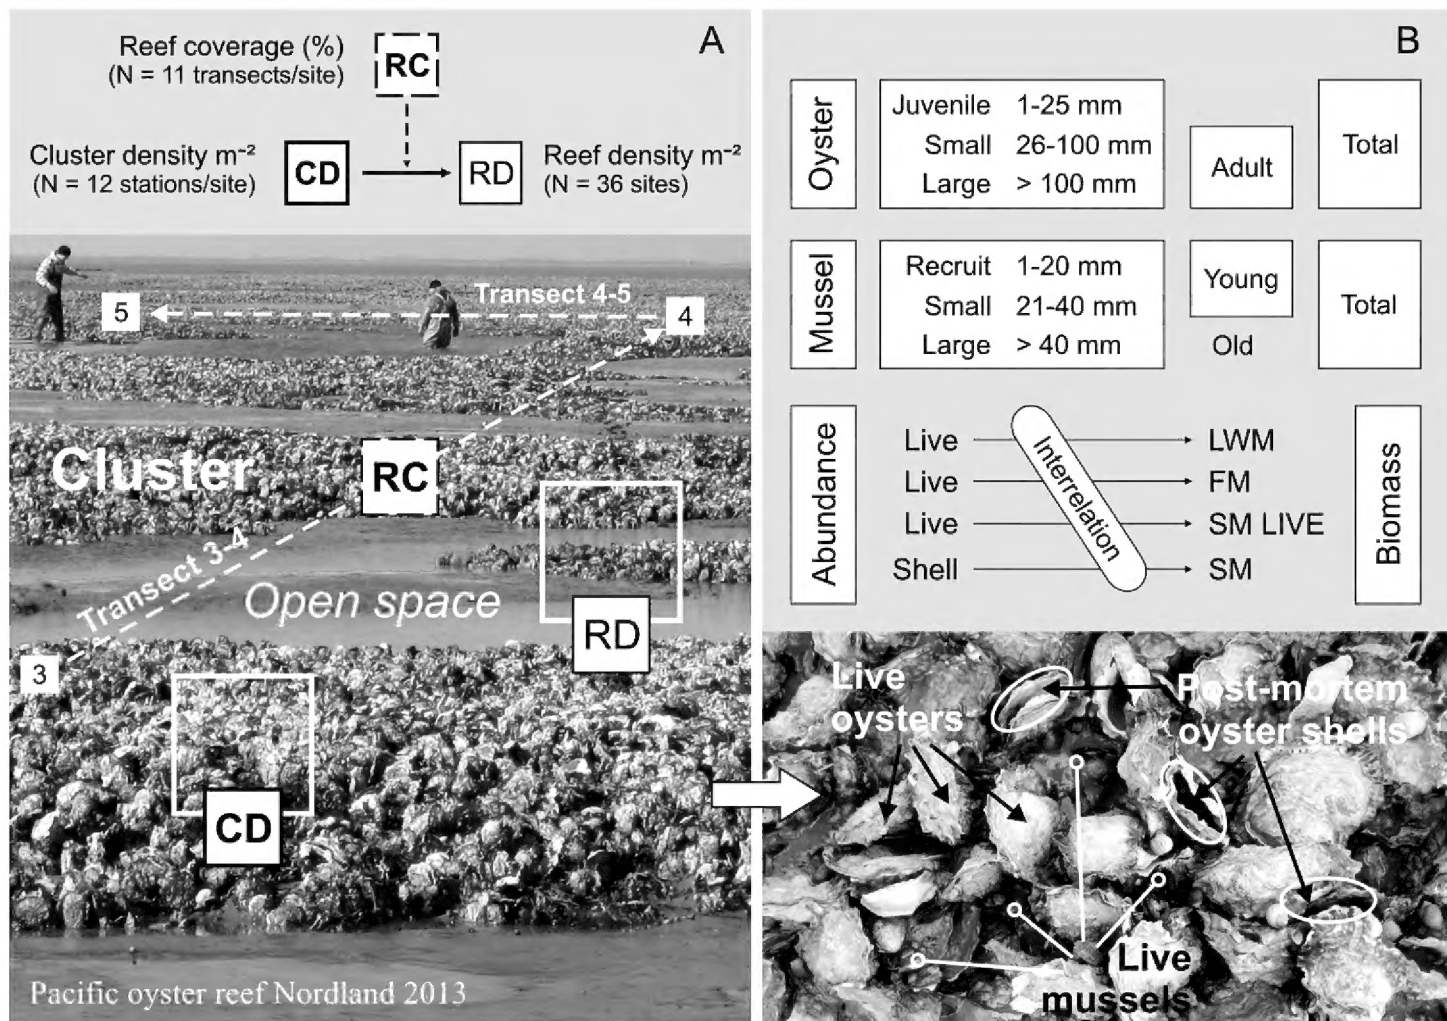 A
Reef coverage (%)
(N = 11 transects/site)
RC
Cluster density m⁻²
(N = 12 stations/site)
CD
RD
Reef density m⁻²
(N = 36 sites)
Transect 4-5
5
4
Cluster
RC
Transect 3-4
Open space
RD
3
CD
Pacific oyster reef Nordland 2013
B
Oyster
Juvenile 1-25 mm
Small 26-100 mm
Large > 100 mm
Adult
Total
Mussel
Recruit 1-20 mm
Small 21-40 mm
Large > 40 mm
Young
Old
Total
Abundance
Live
Live
Live
Shell
Interrelation
LWM
FM
SM LIVE
SM
Biomass
Live
oysters
Post-mortem
oyster shells
Live
mussels